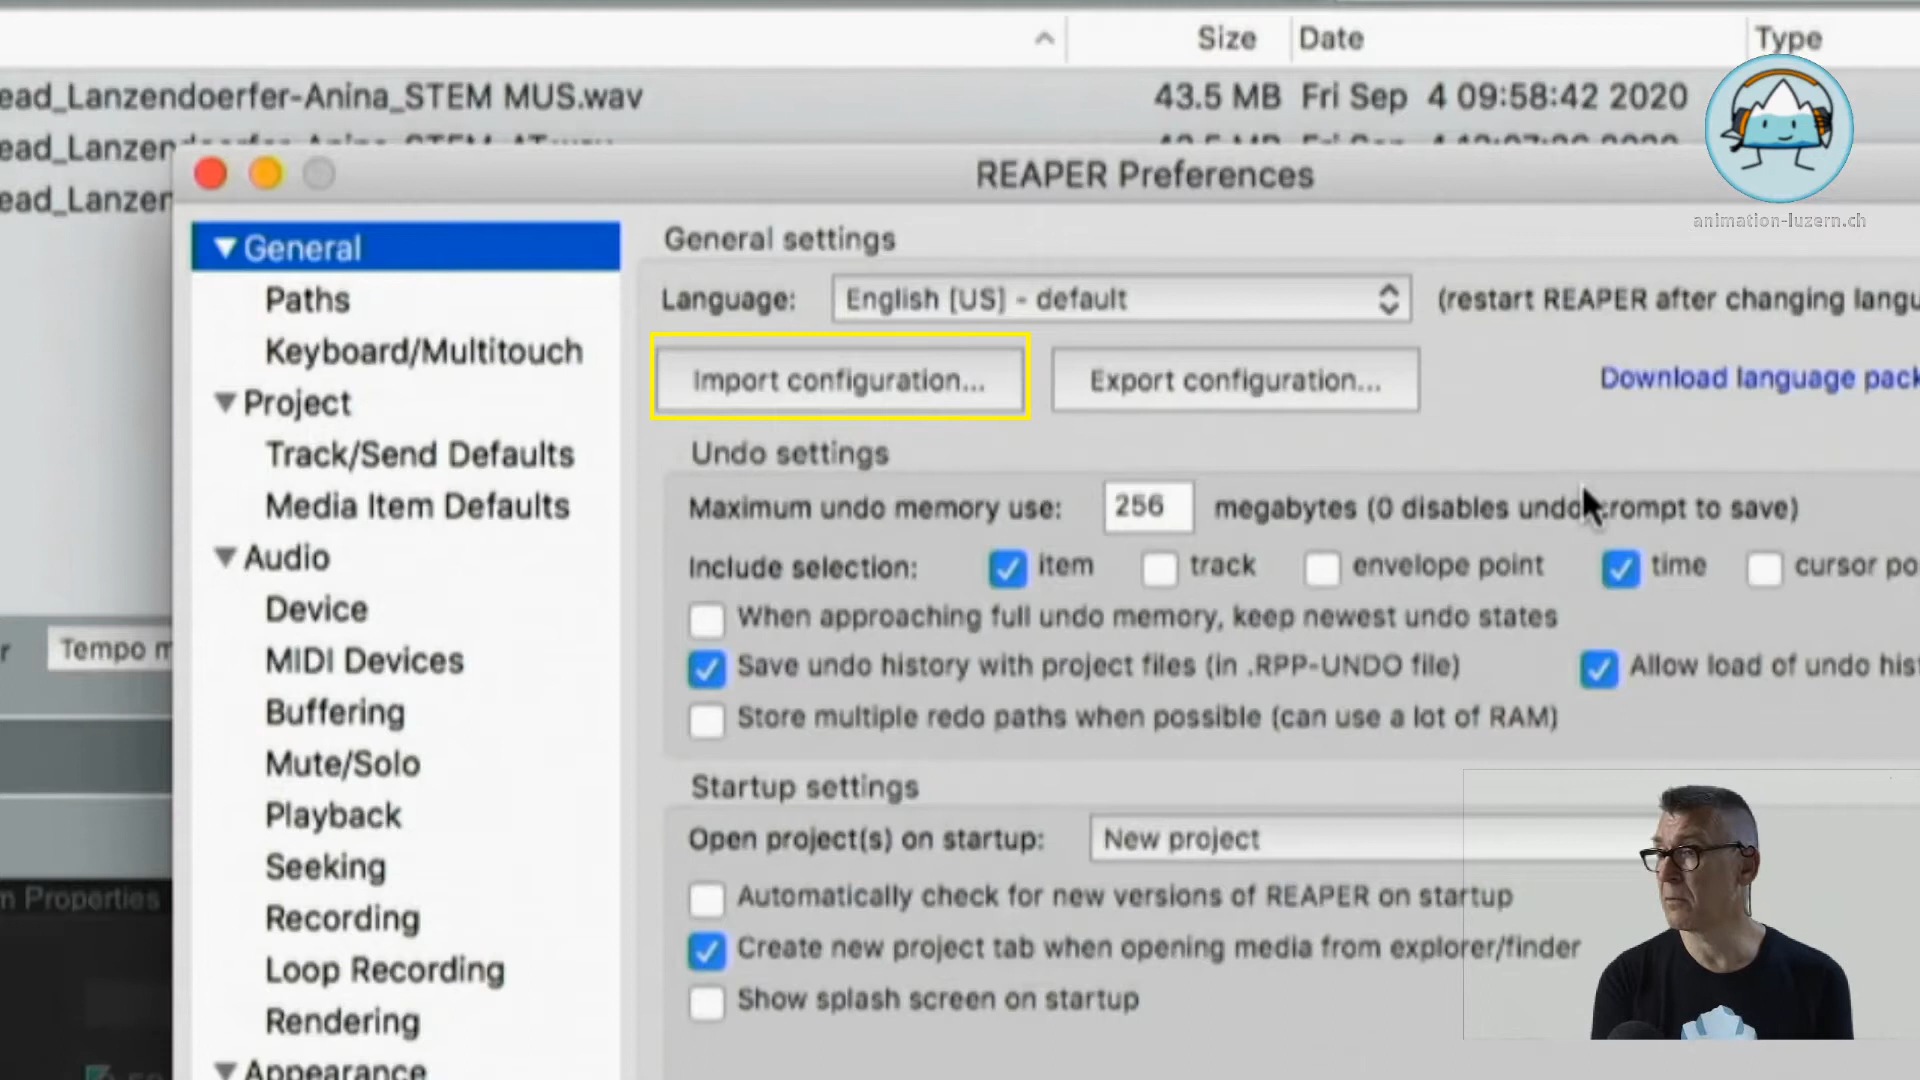 Size Date Type
ead_Lanzendoerfer-Anina_STEM MUS.wav 43.5 MB Fri Sep 4 09:58:42 2020
ead_Lanzen
ead_Lanzen
REAPER Preferences
animation-luzern.ch
General
Paths
Keyboard/Multitouch
Project
Track/Send Defaults
Media Item Defaults
Audio
Device
MIDI Devices
Buffering
Mute/Solo
Playback
Seeking
Recording
Loop Recording
Rendering
Appearance
General settings
Language: English [US] - default (restart REAPER after changing langu
Import configuration... Export configuration... Download language pack
Undo settings
Maximum undo memory use: 256 megabytes (0 disables undo prompt to save)
Include selection: item track envelope point time cursor po
When approaching full undo memory, keep newest undo states
Save undo history with project files (in .RPP-UNDO file) Allow load of undo hist
Store multiple redo paths when possible (can use a lot of RAM)
Startup settings
Open project(s) on startup: New project
Automatically check for new versions of REAPER on startup
Create new project tab when opening media from explorer/finder
Show splash screen on startup
r Tempo m
m Properties